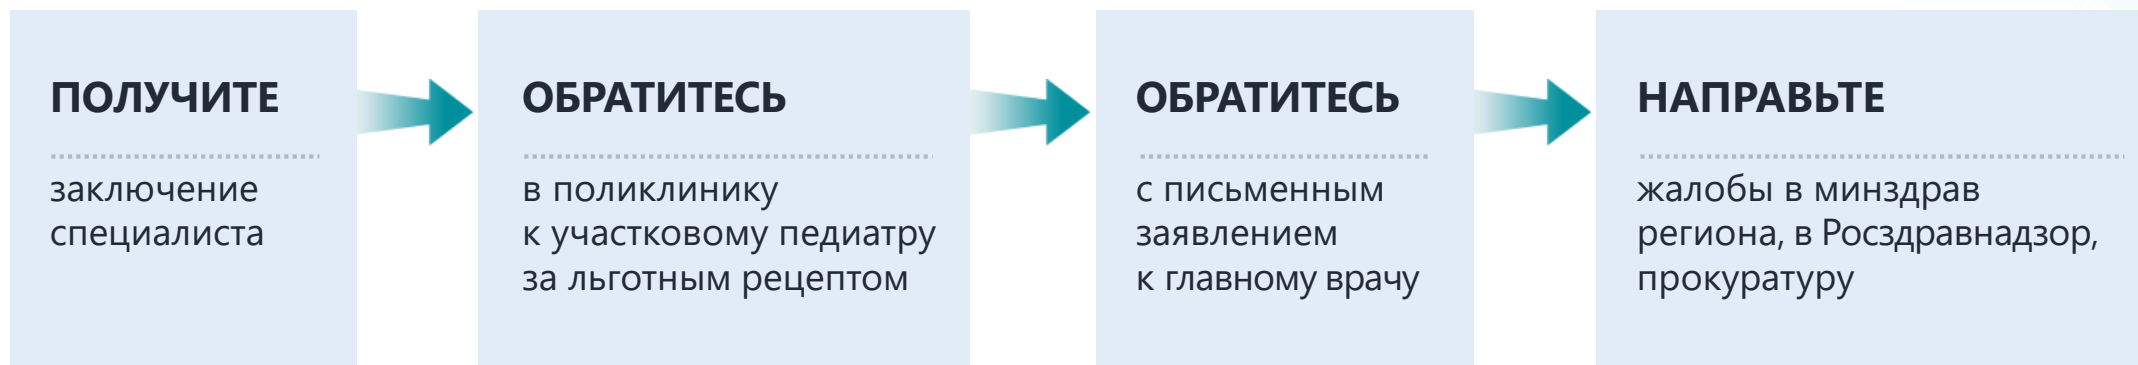 ПОЛУЧИТЕ
заключение
специалиста
ОБРАТИТЕСЬ
в поликлинику
к участковому педиатру
за льготным рецептом
ОБРАТИТЕСЬ
с письменным
заявлением
к главному врачу
НАПРАВЬТЕ
жалобы в минздрав
региона, в Росздравнадзор,
прокуратуру